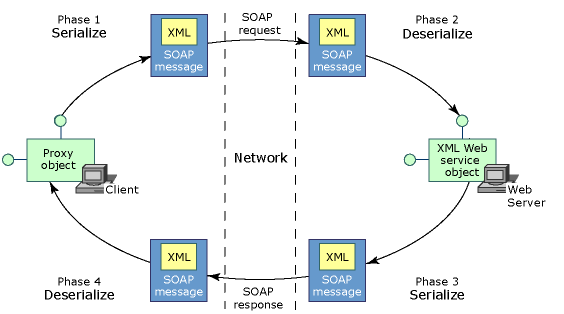 Phase 1
Serialize
XML
SOAP
message
SOAP
request
XML
SOAP
message
Phase 2
Deserialize
Proxy
object
Client
Network
XML Web
service
object
Web
Server
Phase 4
Deserialize
XML
SOAP
message
SOAP
response
XML
SOAP
message
Phase 3
Serialize